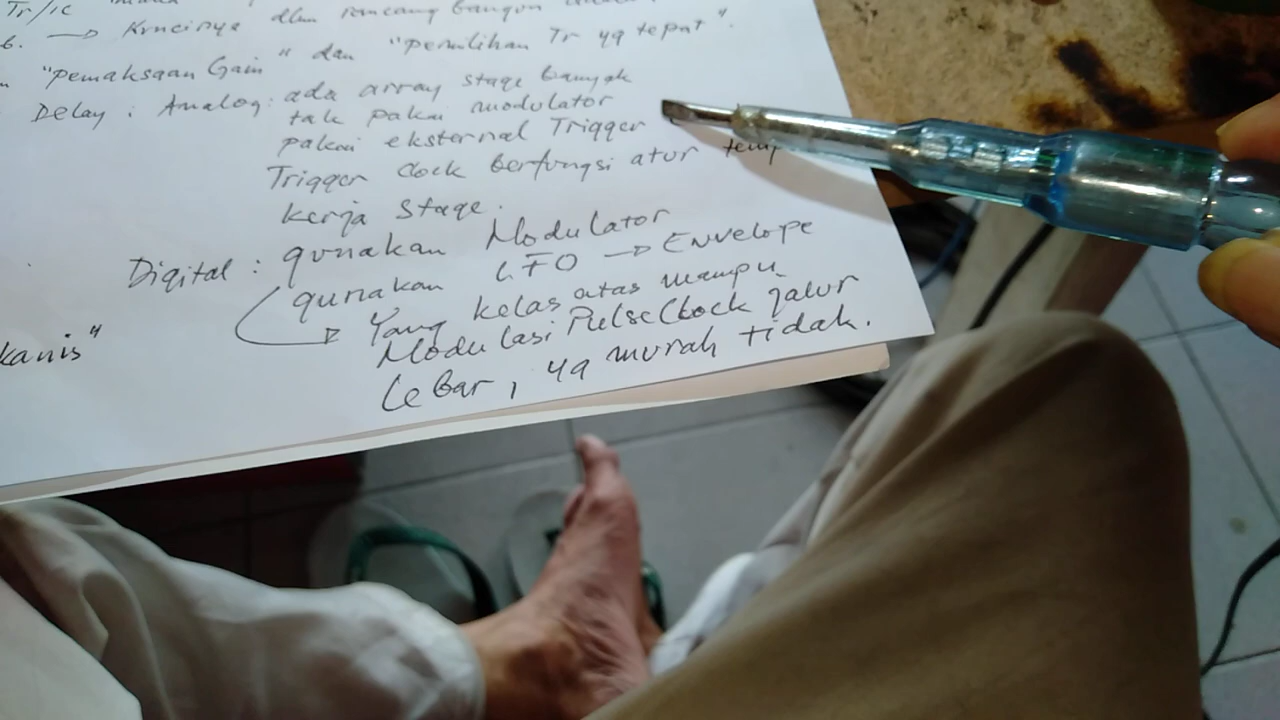 Tr/ic
6. → Kuncinya dlm rancang bangun
"pemaksaan Gain" dan "pemilihan Tr yg tepat".
Delay : Analog : ada array stage banyak
tak pakai modulator
pakai eksternal Trigger
Trigger Clock berfungsi atur temp
kerja Stage.
Digital : gunakan Modulator
gunakan LFO → Envelope
Yang kelas atas mampu
Modulasi PulseClock jalur
Lebar, yg murah tidak.
kanis"